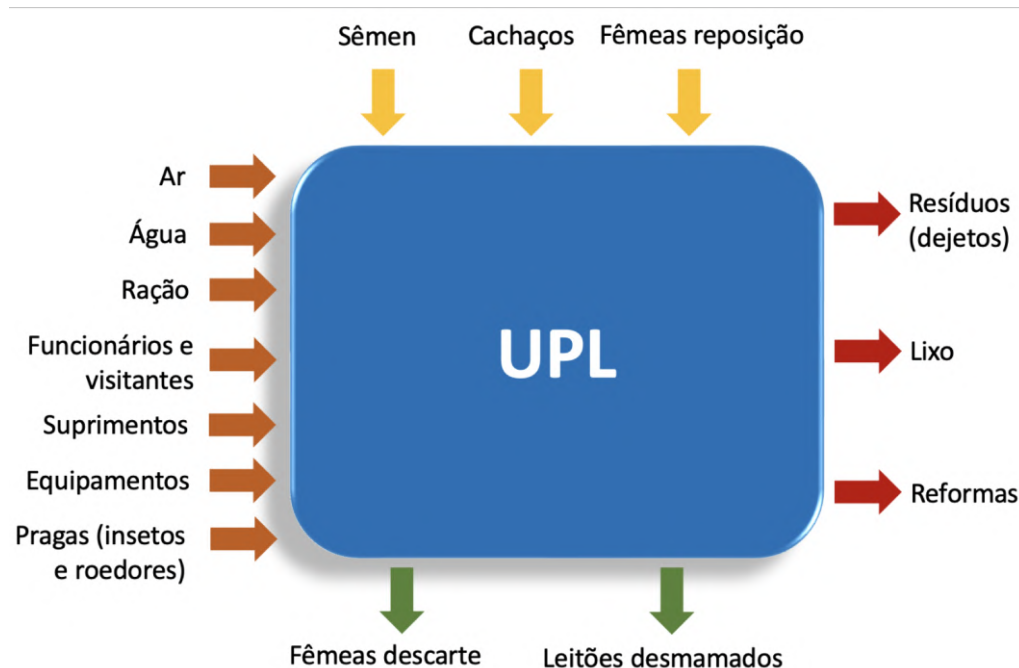 Sêmen
Cachaços
Fêmeas reposição
Ar
Água
Ração
Funcionários e
visitantes
Suprimentos
Equipamentos
Pragas (insetos
e roedores)
UPL
Resíduos
(dejetos)
Lixo
Reformas
Fêmeas descarte
Leitões desmamados